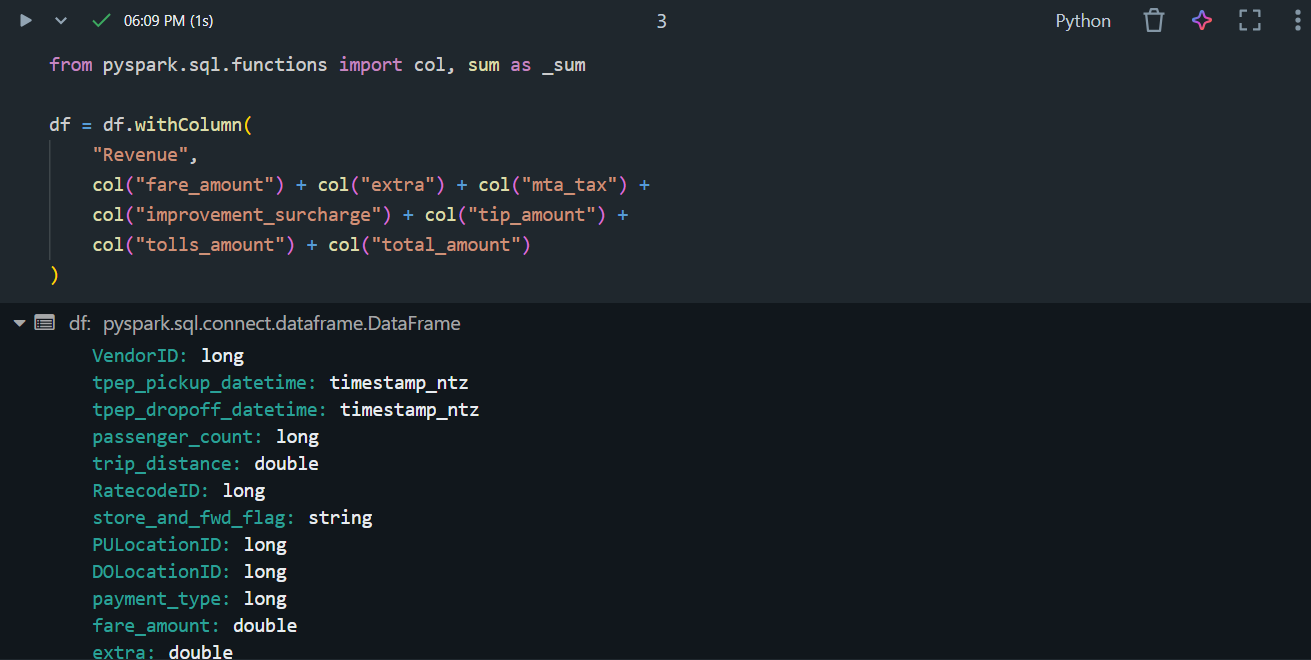 06:09 PM (1s)
3
Python
from pyspark.sql.functions import col, sum as _sum
df = df.withColumn(
"Revenue",
col("fare_amount") + col("extra") + col("mta_tax") +
col("improvement_surcharge") + col("tip_amount") +
col("tolls_amount") + col("total_amount")
)
df: pyspark.sql.connect.dataframe.DataFrame
VendorID: long
tpep_pickup_datetime: timestamp_ntz
tpep_dropoff_datetime: timestamp_ntz
passenger_count: long
trip_distance: double
RatecodeID: long
store_and_fwd_flag: string
PULocationID: long
DOLocationID: long
payment_type: long
fare_amount: double
extra: double